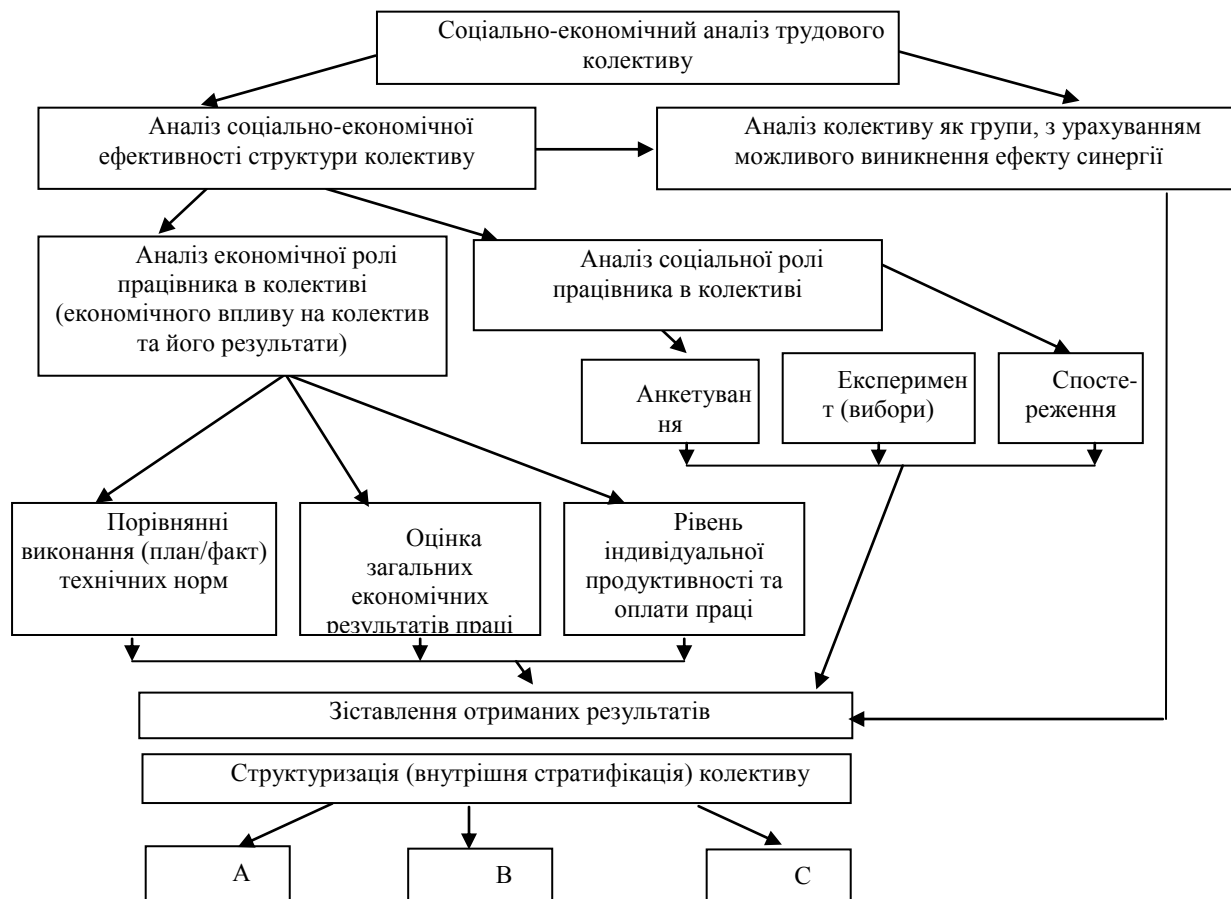 Соціально-економічний аналіз трудового
колективу
Аналіз соціально-економічної
ефективності структури колективу
Аналіз колективу як групи, з урахуванням
можливого виникнення ефекту синергії
Аналіз економічної ролі
працівника в колективі
(економічного впливу на колектив
та його результати)
Аналіз соціальної ролі
працівника в колективі
Анкетуван
ня
Експеримен
т (вибори)
Спосте-
реження
Порівнянні
виконання (план/факт)
технічних норм
Оцінка
загальних
економічних
результатів праці
Рівень
індивідуальної
продуктивності та
оплати праці
Зіставлення отриманих результатів
Структуризація (внутрішня стратифікація) колективу
А
В
С